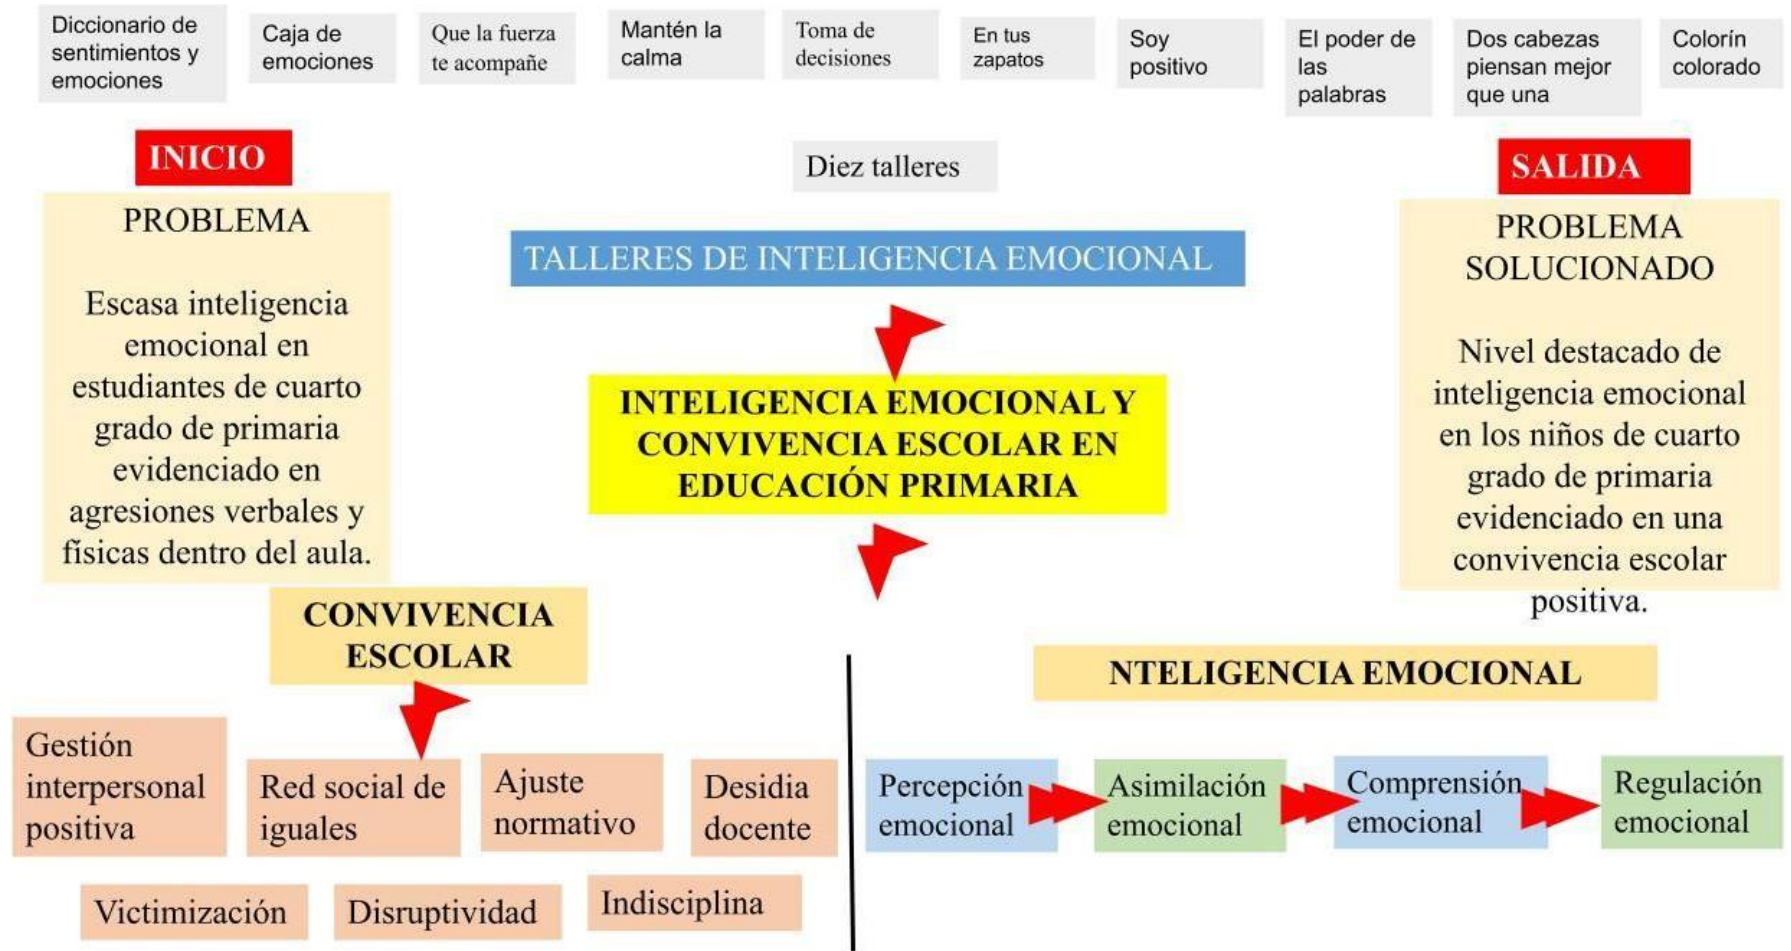 Diccionario de
sentimientos y
emociones
Caja de
emociones
Que la fuerza
te acompañe
Mantén la
calma
Toma de
decisiones
En tus
zapatos
Soy
positivo
El poder de
las
palabras
Dos cabezas
piensan mejor
que una
Colorín
colorado
INICIO
Diez talleres
SALIDA
PROBLEMA
Escasa inteligencia
emocional en
estudiantes de cuarto
grado de primaria
evidenciado en
agresiones verbales y
físicas dentro del aula.
TALLERES DE INTELIGENCIA EMOCIONAL
INTELIGENCIA EMOCIONAL Y
CONVIVENCIA ESCOLAR EN
EDUCACIÓN PRIMARIA
PROBLEMA
SOLUCIONADO
Nivel destacado de
inteligencia emocional
en los niños de cuarto
grado de primaria
evidenciado en una
convivencia escolar
positiva.
CONVIVENCIA
ESCOLAR
NTELIGENCIA EMOCIONAL
Gestión
interpersonal
positiva
Red social de
iguales
Ajuste
normativo
Desidia
docente
Victimización
Disruptividad
Indisciplina
Percepción
emocional
Asimilación
emocional
Comprensión
emocional
Regulación
emocional